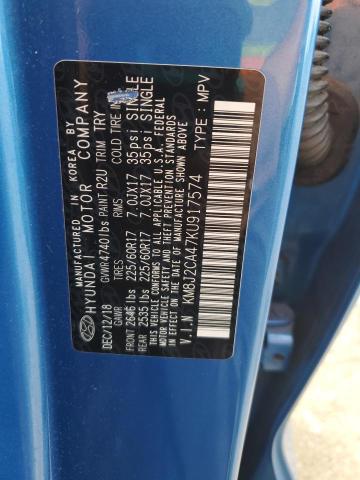 MANUFACTURED IN KOREA BY
HYUNDAI MOTOR COMPANY
DEC/12/18 GVWR 4740 lbs PAINT R2U TRIM TRY
GAWR TIRES RIMS COLD TIRE
FRONT 2646 lbs 225/60R17 7.0JX17 35psi SINGLE
REAR 2535 lbs 225/60R17 7.0JX17 35psi SINGLE
THIS VEHICLE CONFORMS TO ALL APPLICABLE U.S.A. FEDERAL
MOTOR VEHICLE SAFETY, BUMPER, AND THEFT PREVENTION
STANDARDS IN EFFECT ON THE DATE OF MANUFACTURE SHOWN ABOVE.
V.I.N KM8J2CA47KU917574 TYPE : MPV